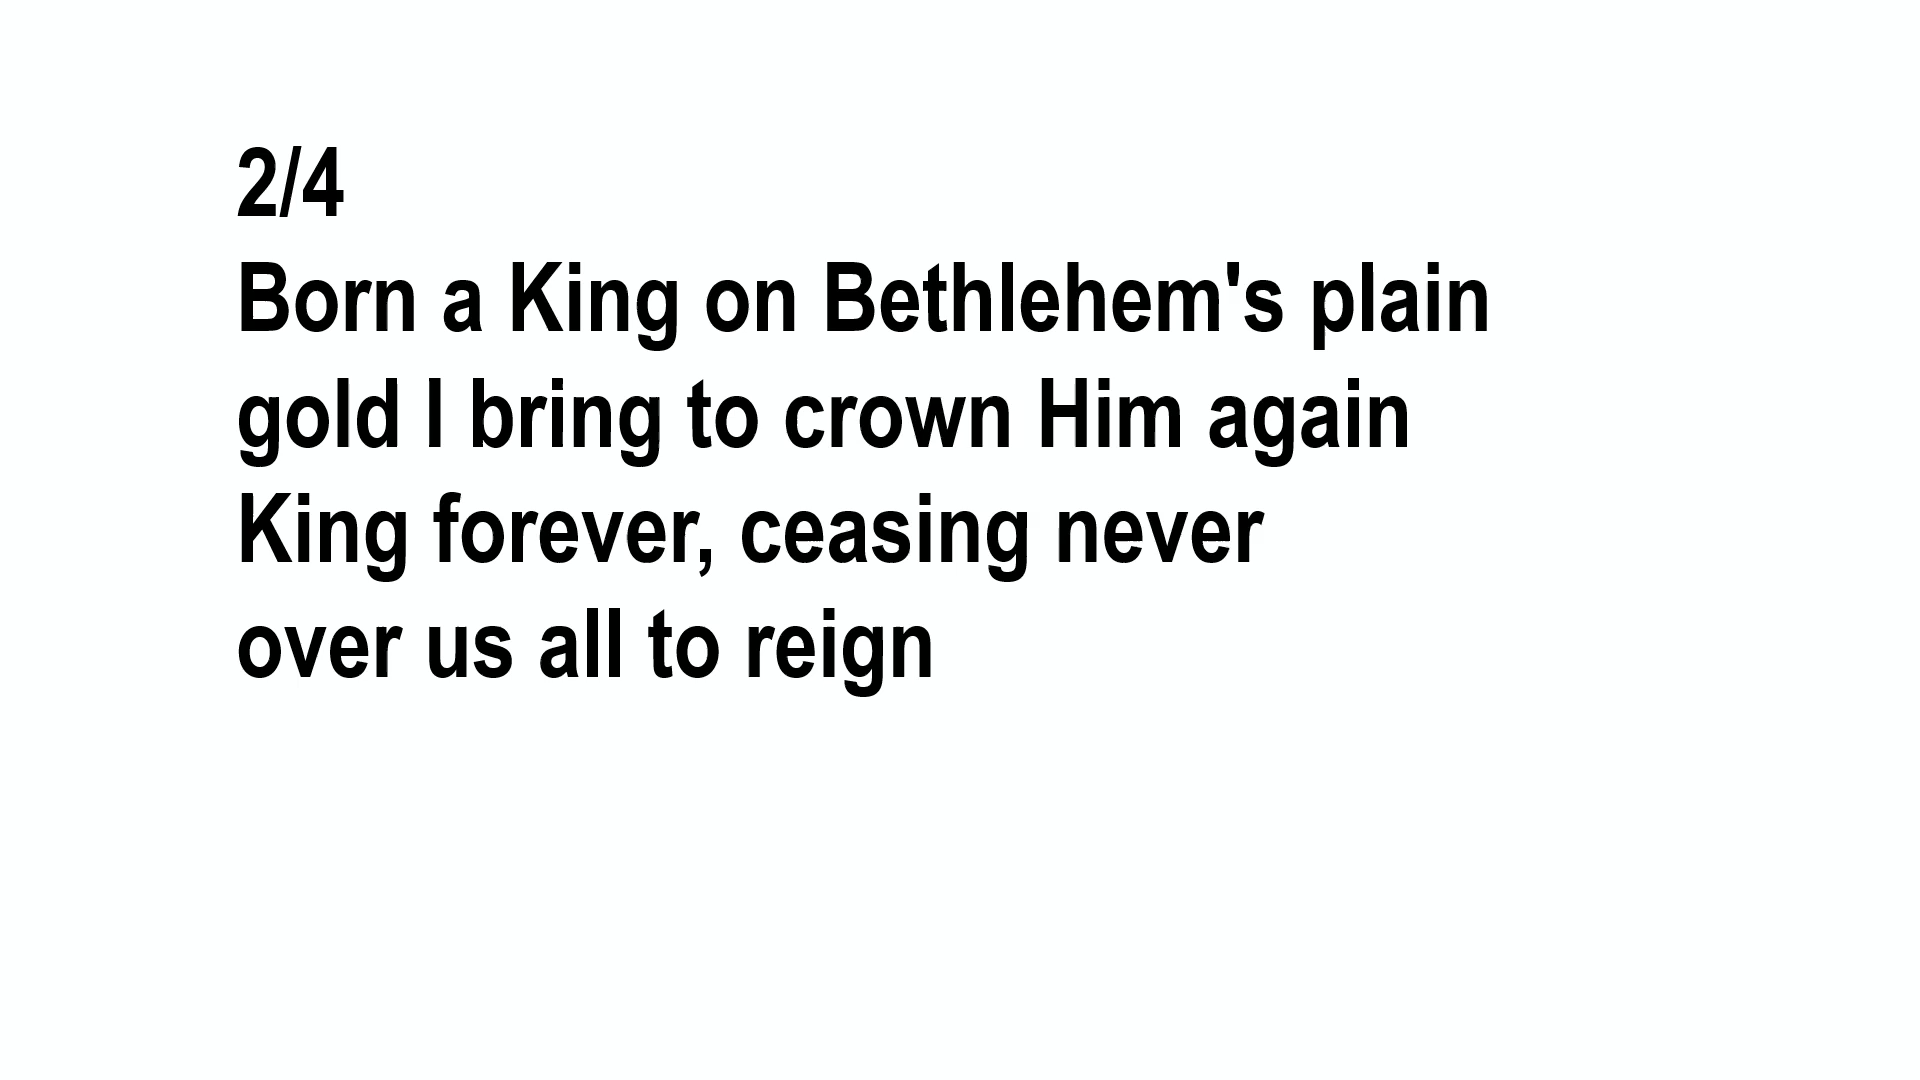 2/4
Born a King on Bethlehem's plain
gold I bring to crown Him again
King forever, ceasing never
over us all to reign